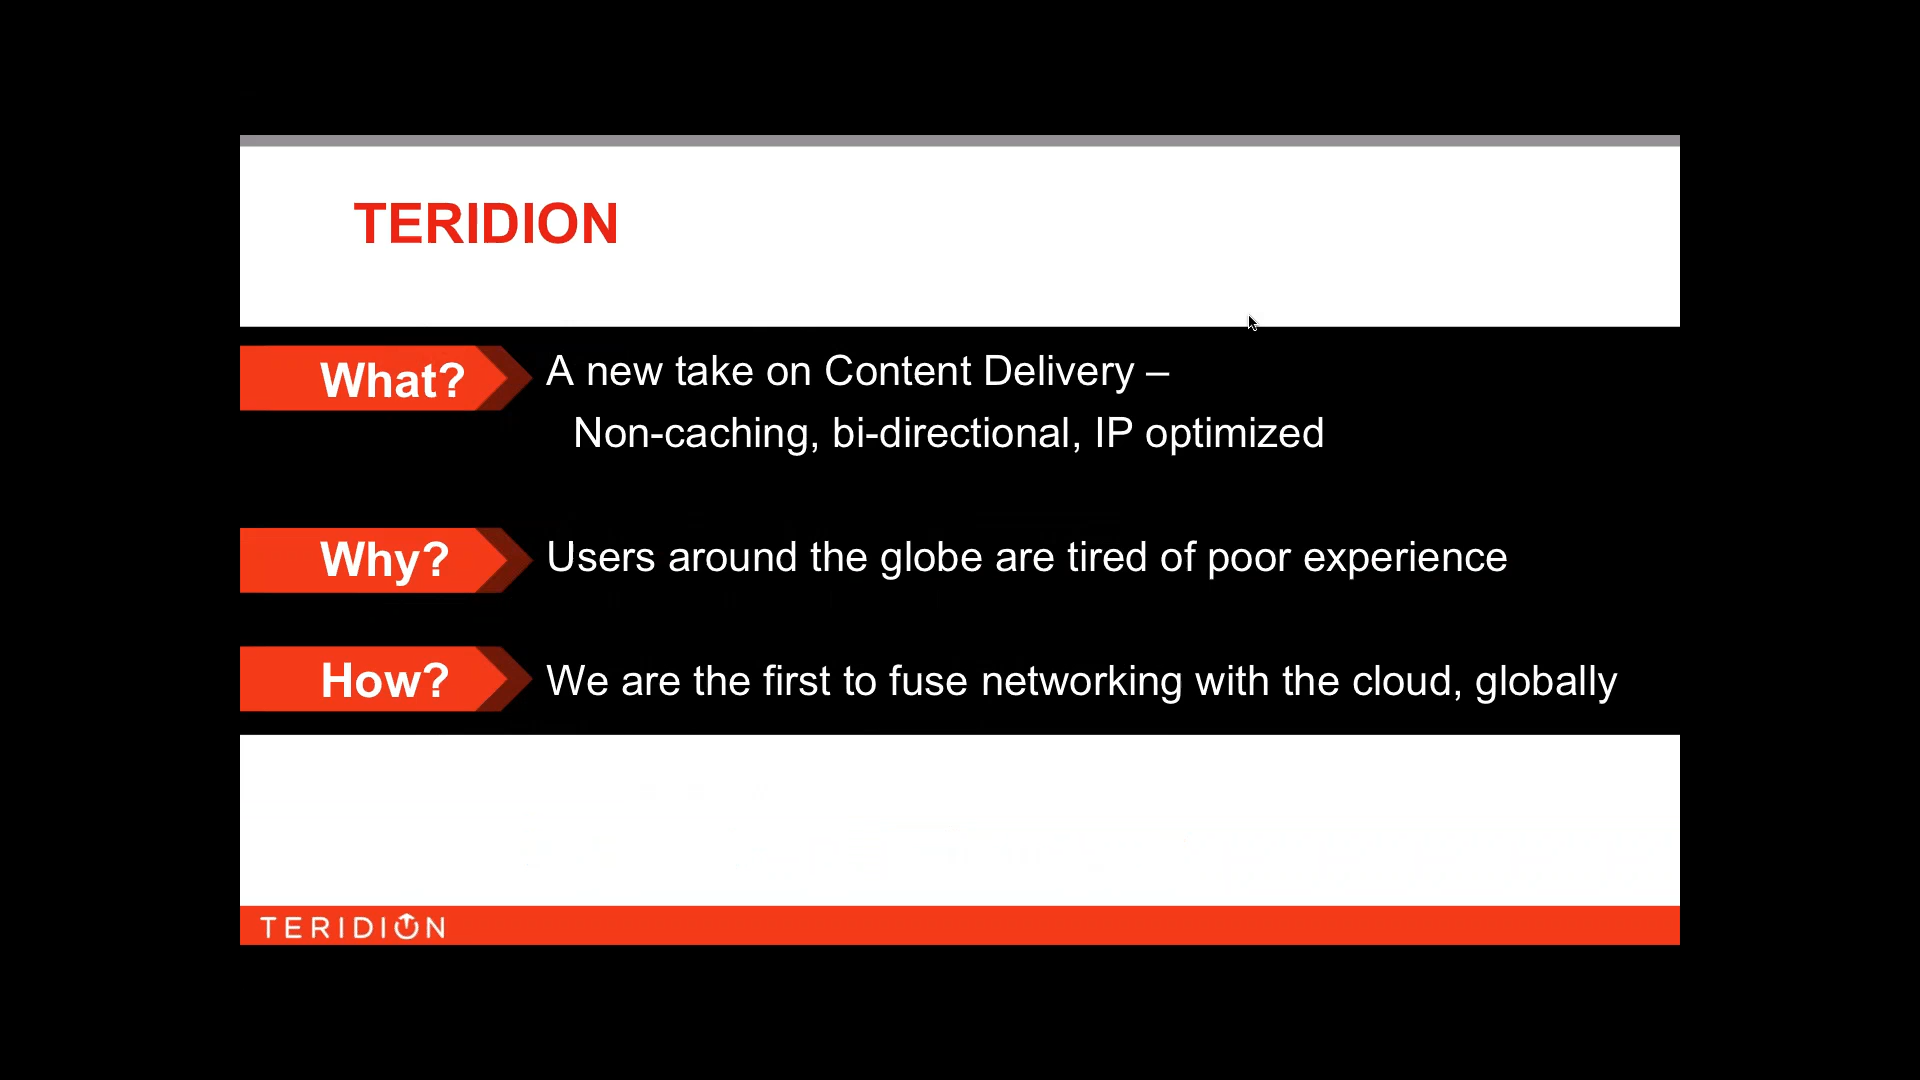 TERIDION
What?
A new take on Content Delivery –
Non-caching, bi-directional, IP optimized
Why?
Users around the globe are tired of poor experience
How?
We are the first to fuse networking with the cloud, globally
TERIDION